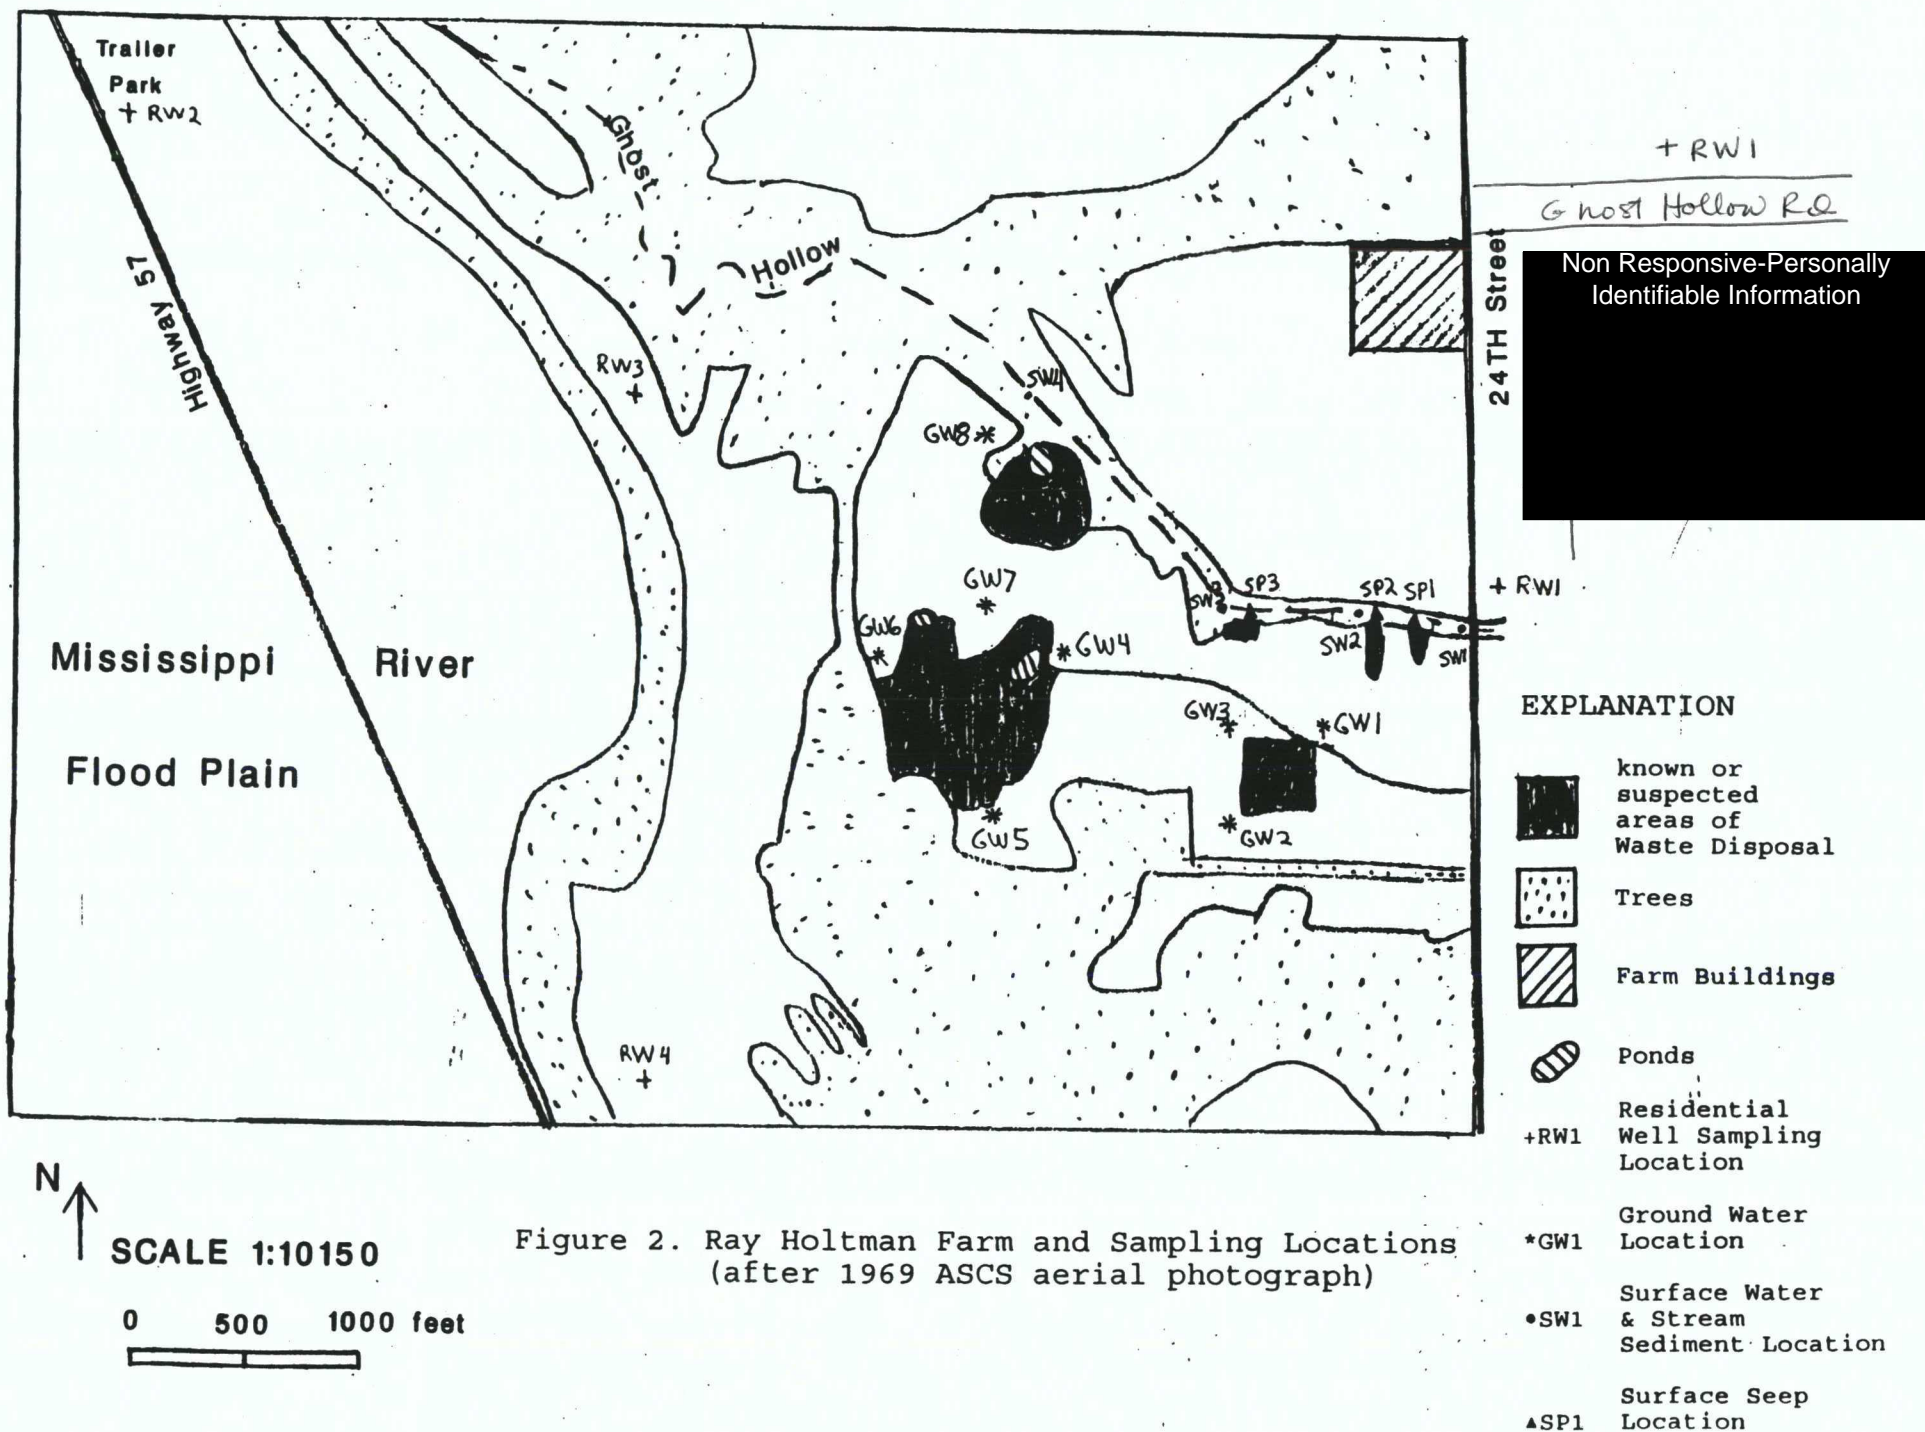 Trailer
Park
+ RW2
Ghost
Hollow
Highway 57
+ RW1
Ghost Hollow Rd
24TH Street
Non Responsive-Personally
Identifiable Information
RW3
+
SW4
GW8 *
GW7
*
SW3
SP3
SP2 SP1
+ RW1
GW6
*
* GW4
SW2
SW1
Mississippi River
Flood Plain
GW3
*
* GW1
*
GW5
*
GW2
RW4
+
EXPLANATION
known or
suspected
areas of
Waste Disposal
Trees
Farm Buildings
Ponds
Residential
+RW1 Well Sampling
Location
Ground Water
*GW1 Location
Surface Water
•SW1 & Stream
Sediment Location
Surface Seep
▲SP1 Location
N
SCALE 1:10150
0 500 1000 feet
Figure 2. Ray Holtman Farm and Sampling Locations
(after 1969 ASCS aerial photograph)